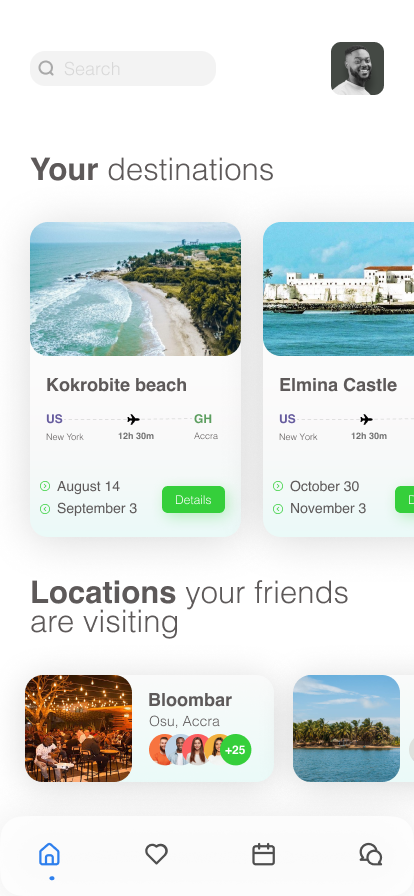 Search
Your destinations
Kokrobite beach
US GH
New York 12h 30m Accra
August 14
September 3
Details
Elmina Castle
US
New York 12h 30m
October 30
November 3
D
Locations your friends
are visiting
Bloombar
Osu, Accra
+25